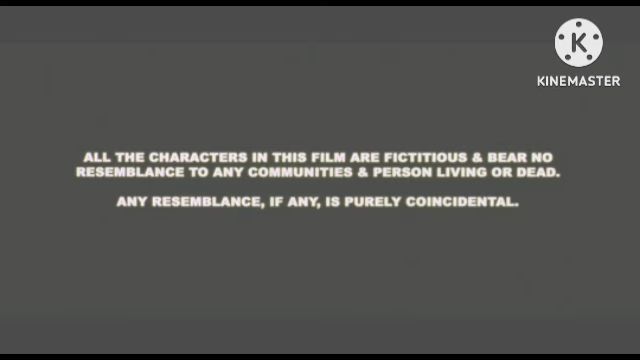 KINEMASTER
ALL THE CHARACTERS IN THIS FILM ARE FICTITIOUS & BEAR NO
RESEMBLANCE TO ANY COMMUNITIES & PERSON LIVING OR DEAD.
ANY RESEMBLANCE, IF ANY, IS PURELY COINCIDENTAL.